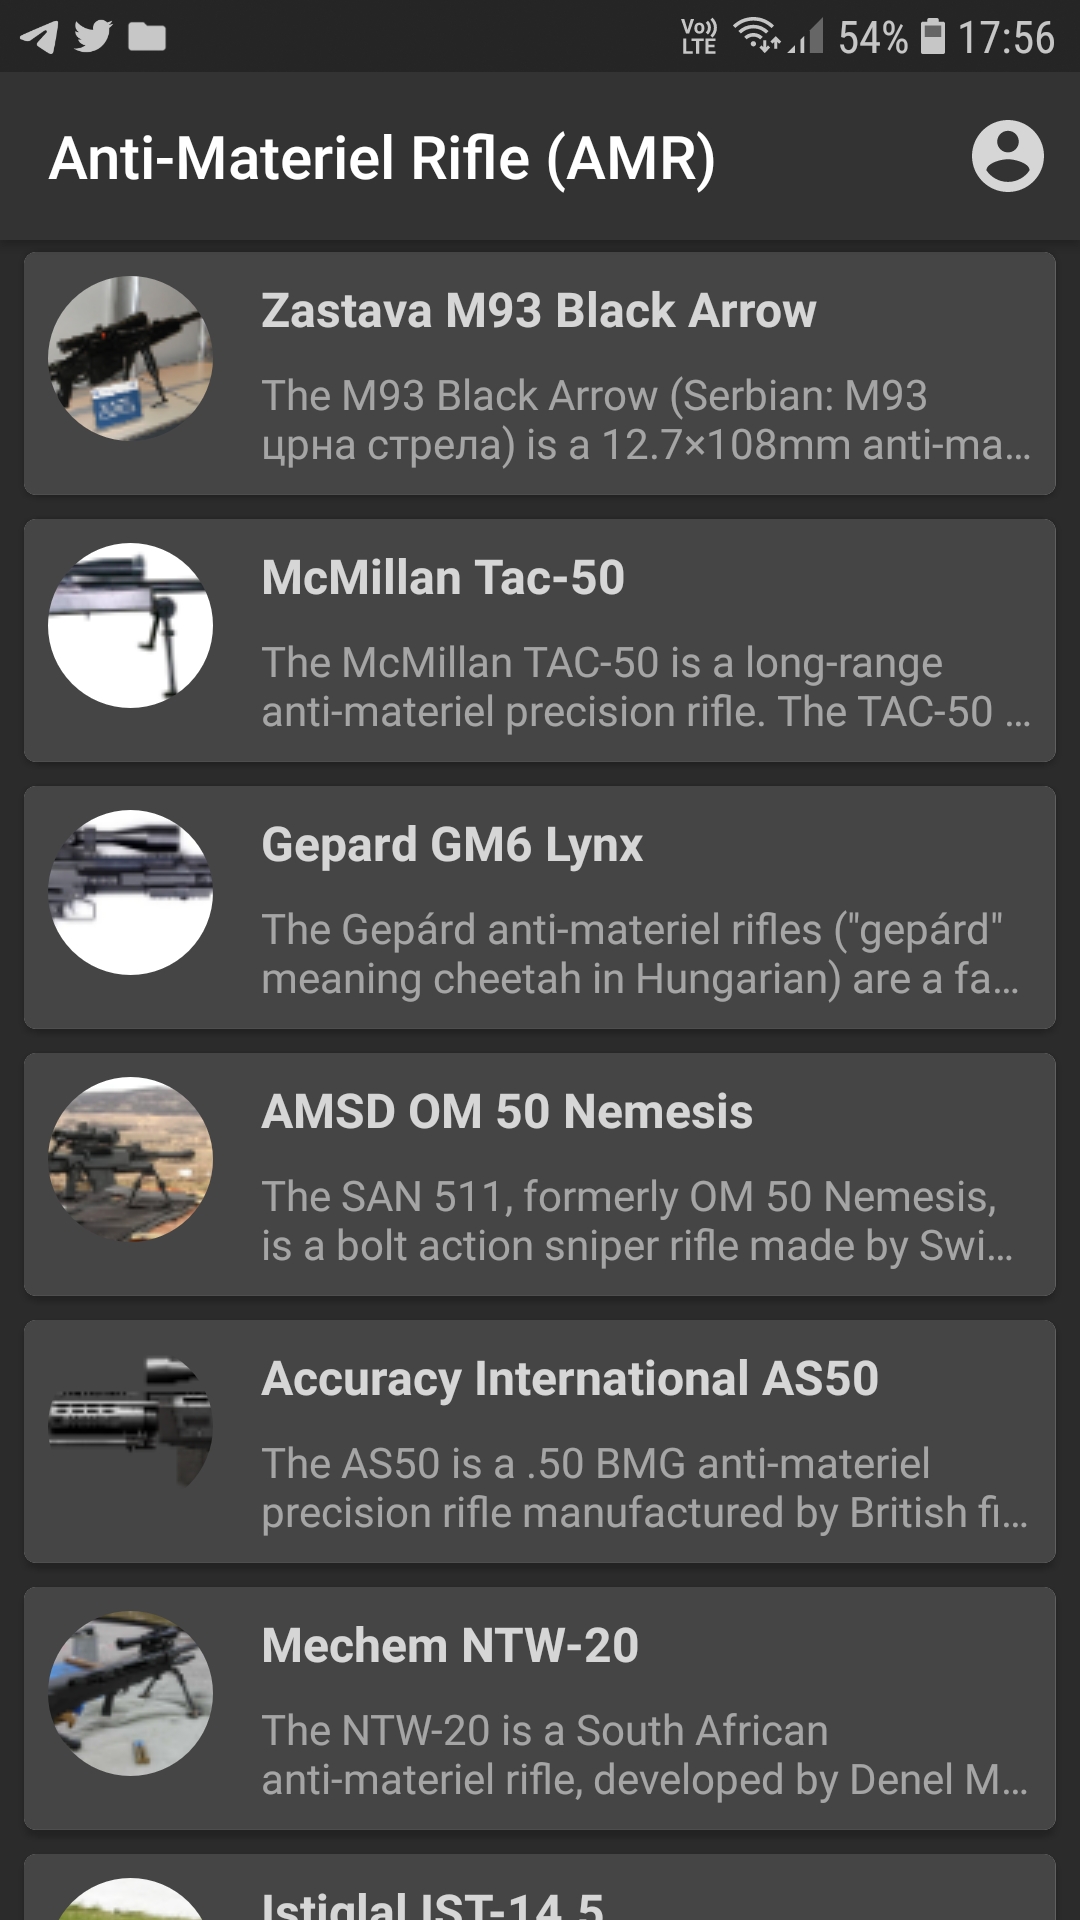 Vo)) LTE 54% 17:56
Anti-Materiel Rifle (AMR)
Zastava M93 Black Arrow
The M93 Black Arrow (Serbian: M93
црна стрела) is a 12.7×108mm anti-ma…
McMillan Tac-50
The McMillan TAC-50 is a long-range
anti-materiel precision rifle. The TAC-50 …
Gepard GM6 Lynx
The Gepárd anti-materiel rifles ("gepárd"
meaning cheetah in Hungarian) are a fa…
AMSD OM 50 Nemesis
The SAN 511, formerly OM 50 Nemesis,
is a bolt action sniper rifle made by Swi…
Accuracy International AS50
The AS50 is a .50 BMG anti-materiel
precision rifle manufactured by British fi…
Mechem NTW-20
The NTW-20 is a South African
anti-materiel rifle, developed by Denel M…
Istiglal IST-14.5